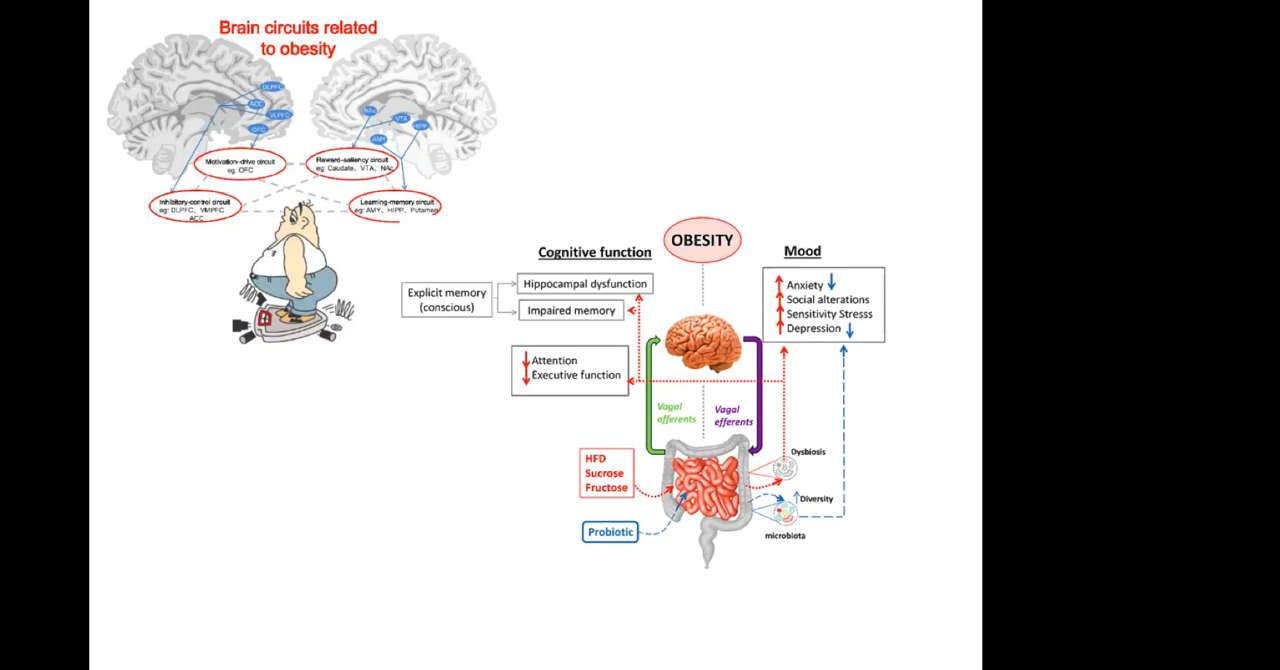 Brain circuits related
to obesity
DLPFC
ACC
VLPFC
OFC
NAc
VTA
HIPP
AMY
Motivation-drive circuit
eg: OFC
Reward-saliency circuit
eg: Caudate、VTA、NAc
Inhibitory-control circuit
eg: DLPFC、VMPFC
ACC
Learning-memory circuit
eg: AMY、HIPP、Putamen
OBESITY
Cognitive function
Mood
Explicit memory
(conscious)
Hippocampal dysfunction
Impaired memory
Anxiety
Social alterations
Sensitivity Stresss
Depression
Attention
Executive function
Vagal
afferents
Vagal
efferents
HFD
Sucrose
Fructose
Dysbiosis
Diversity
Probiotic
microbiota